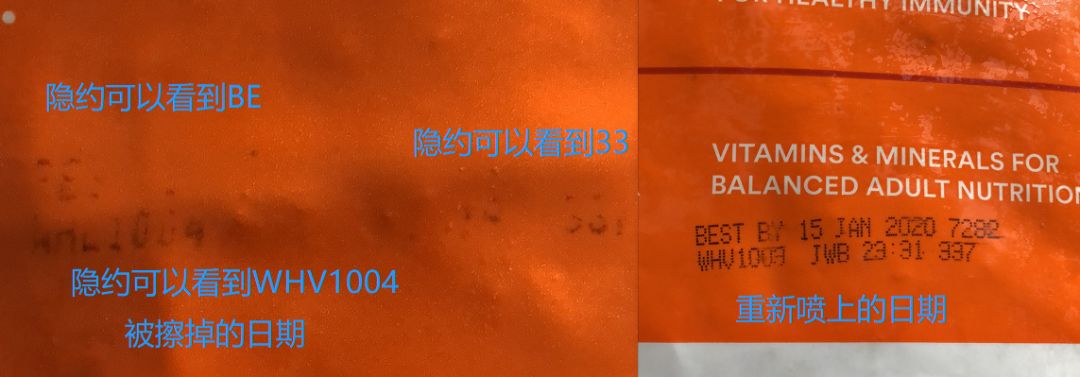 隐约可以看到BE
隐约可以看到33
隐约可以看到WHV1004
被擦掉的日期
FOR HEALTHY IMMUNITY
VITAMINS & MINERALS FOR
BALANCED ADULT NUTRITION
BEST BY 15 JAN 2020 7282
WHV1003 JWB 23:31 337
重新喷上的日期